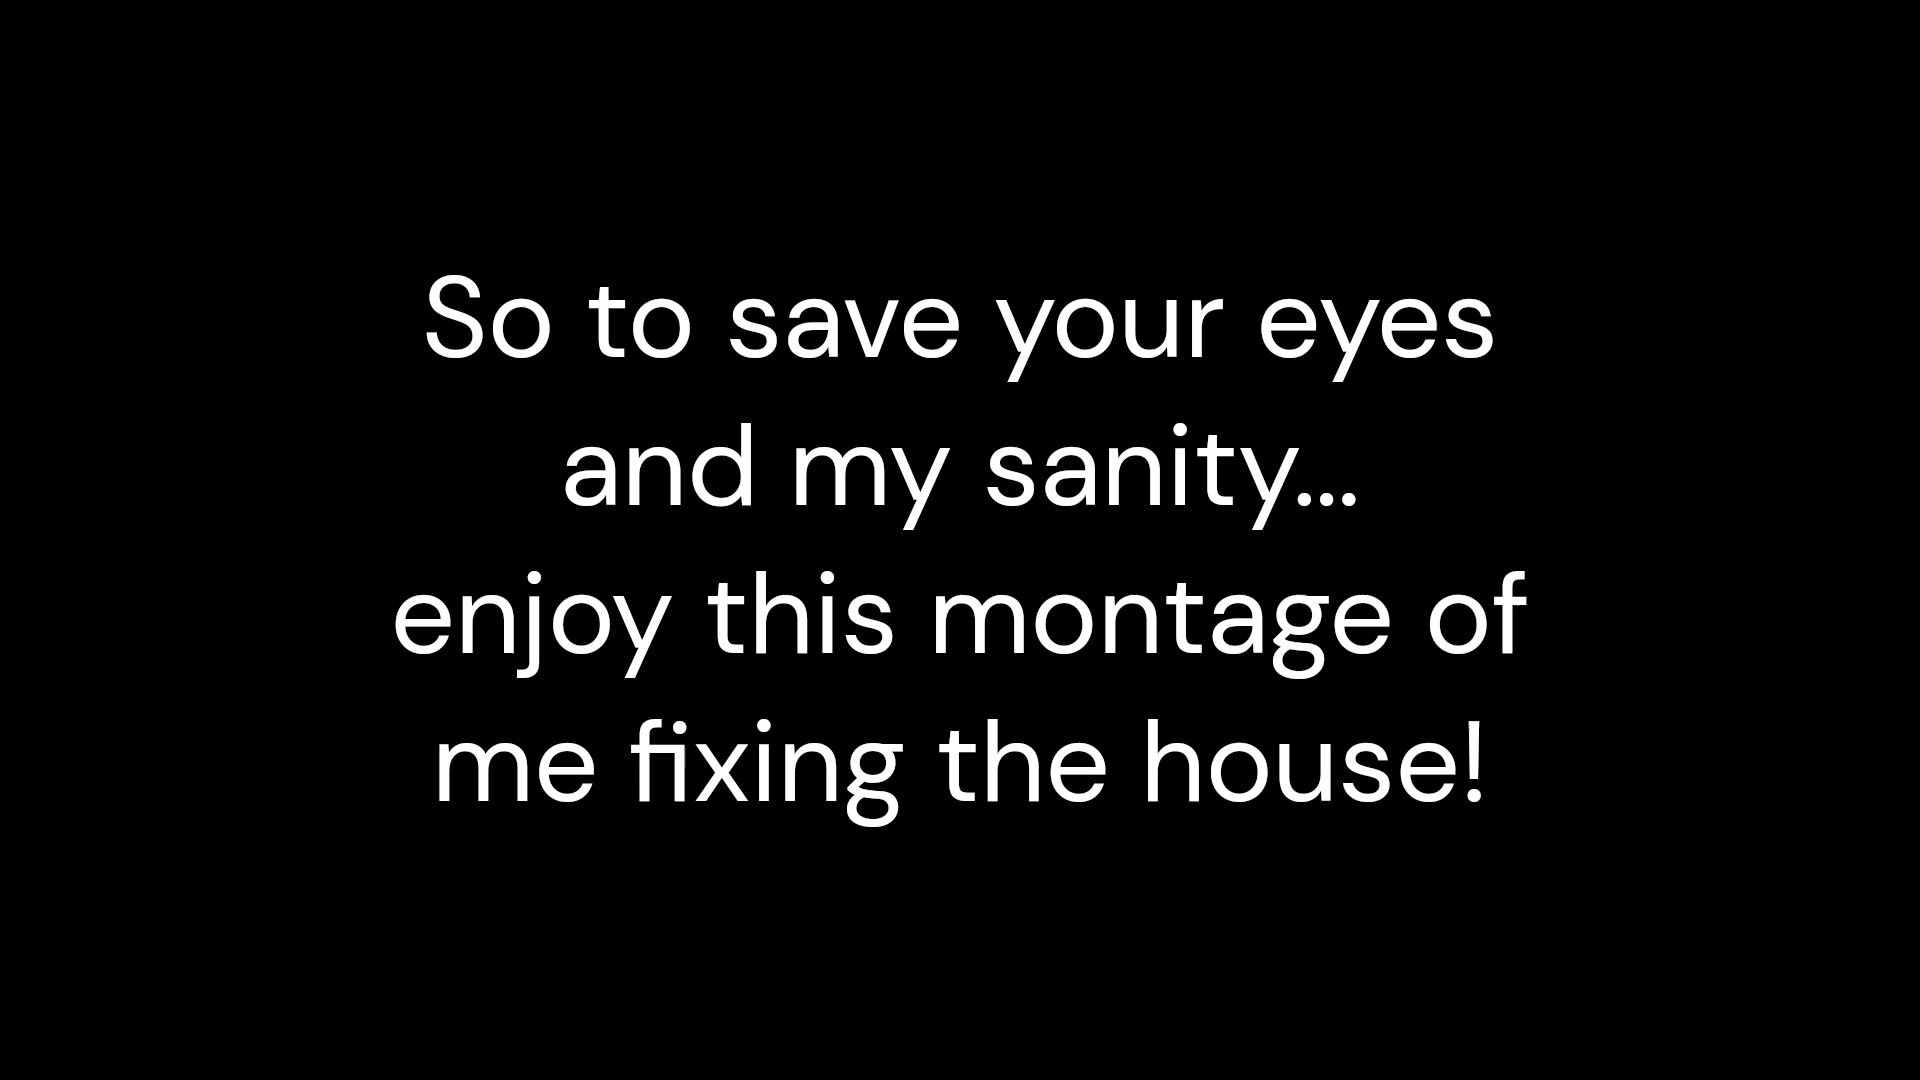 So to save your eyes
and my sanity...
enjoy this montage of
me fixing the house!